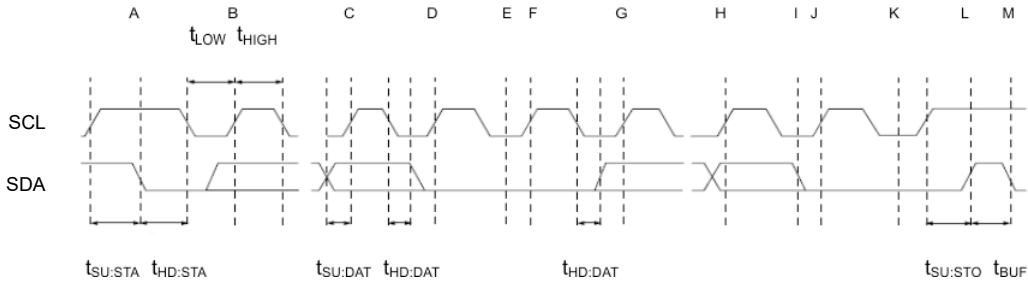 A B C D E F G H I J K L M
tLOW tHIGH
SCL
SDA
tSU:STA tHD:STA tSU:DAT tHD:DAT tHD:DAT tSU:STO tBUF